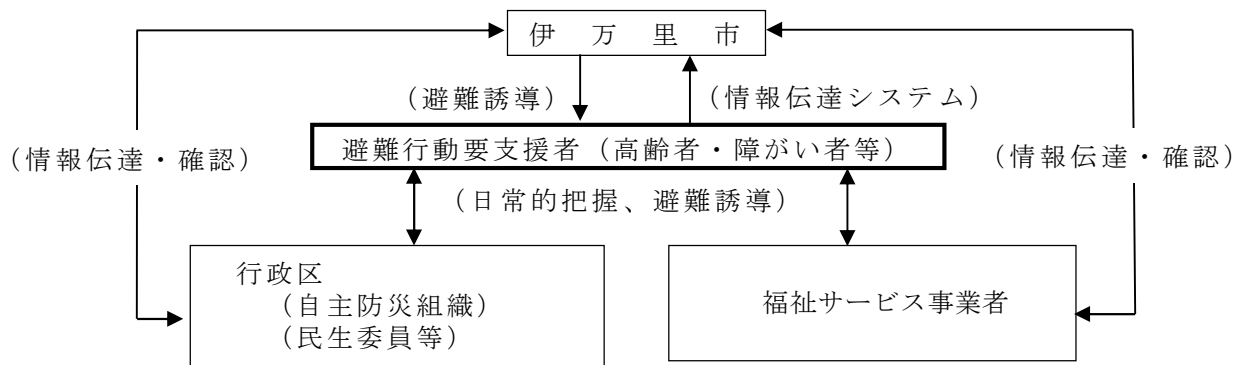 伊万里市
（避難誘導）
（情報伝達システム）
避難行動要支援者（高齢者・障がい者等）
（情報伝達・確認）
（情報伝達・確認）
（日常的把握、避難誘導）
行政区
（自主防災組織）
（民生委員等）
福祉サービス事業者